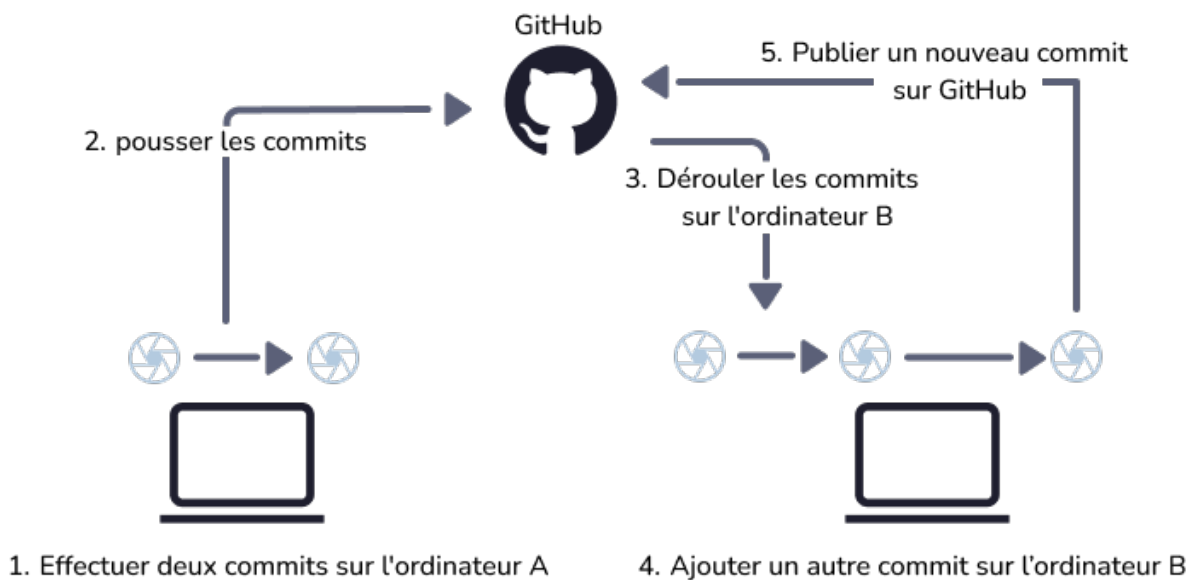 GitHub
5. Publier un nouveau commit
sur GitHub
2. pousser les commits
3. Dérouler les commits
sur l'ordinateur B
1. Effectuer deux commits sur l'ordinateur A
4. Ajouter un autre commit sur l’ordinateur B